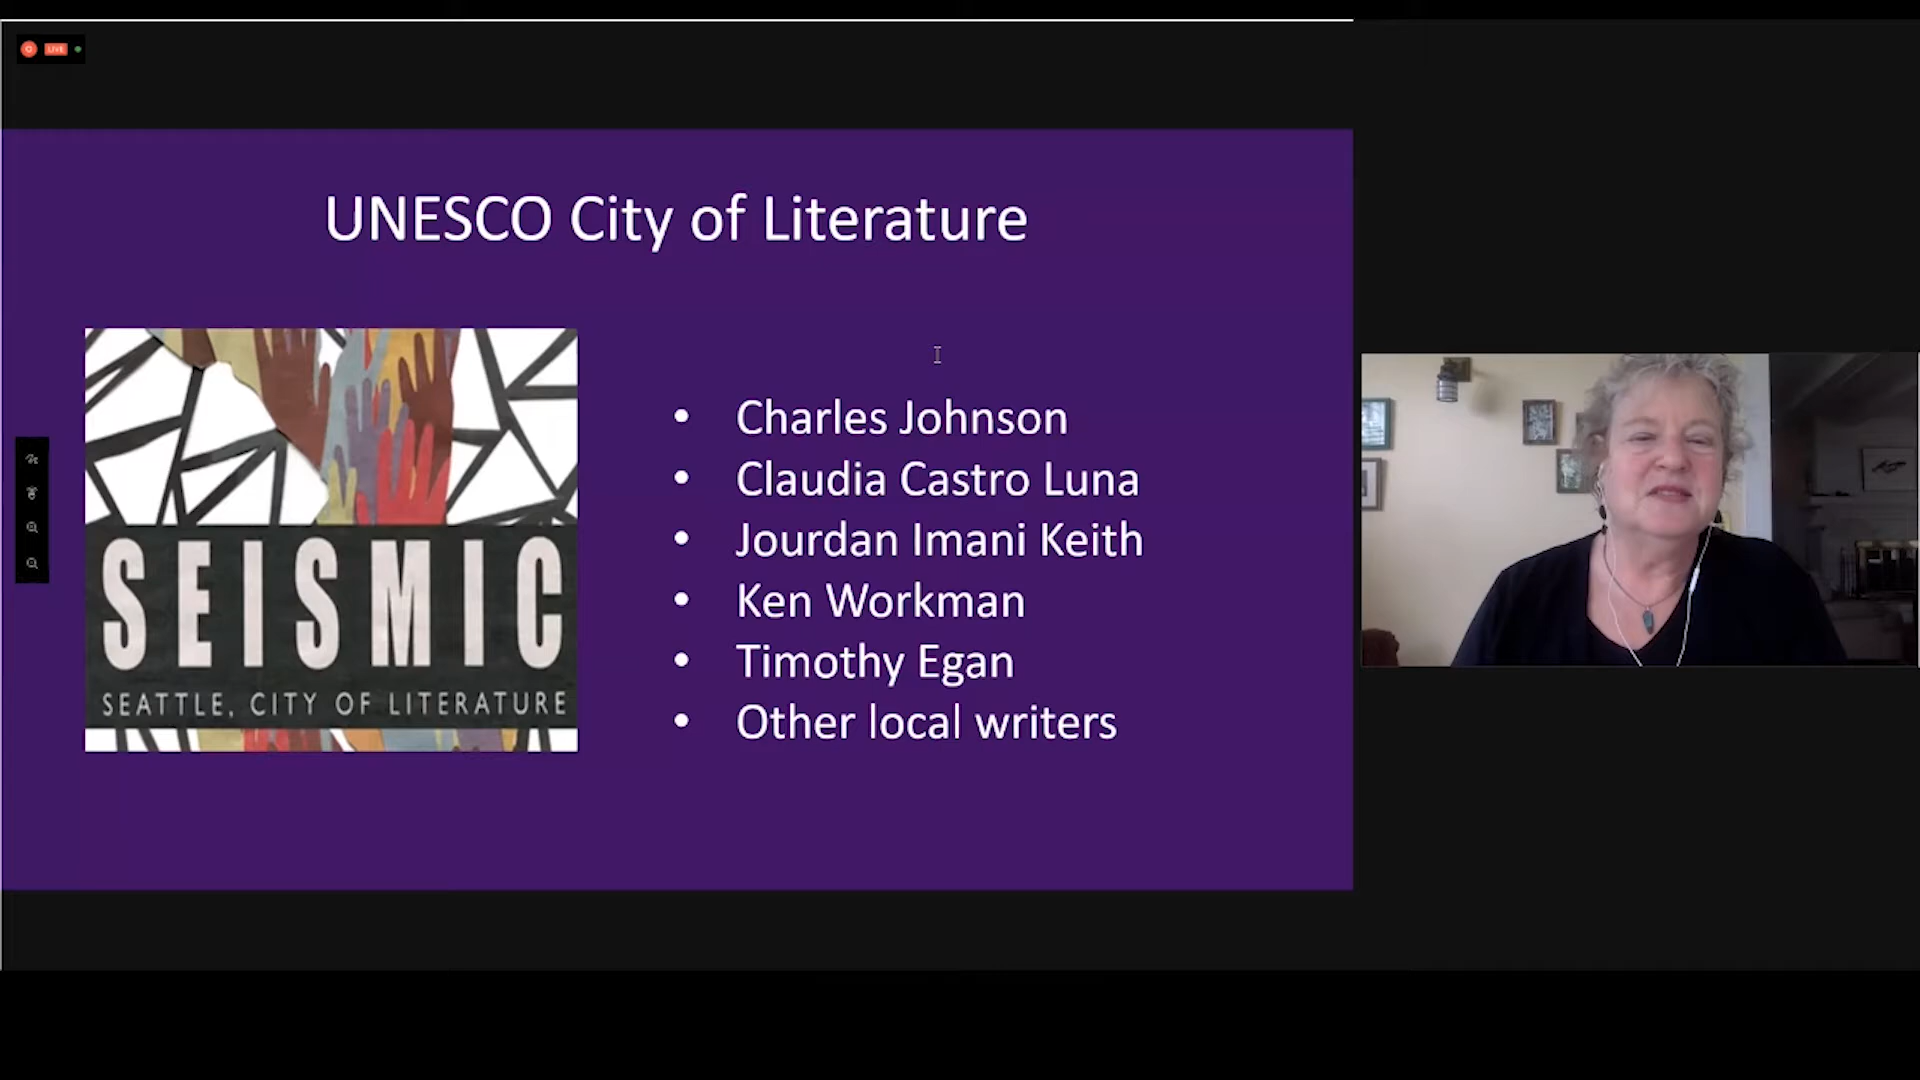 LIVE
UNESCO City of Literature
SEISMIC
SEATTLE, CITY OF LITERATURE
• Charles Johnson
• Claudia Castro Luna
• Jourdan Imani Keith
• Ken Workman
• Timothy Egan
• Other local writers